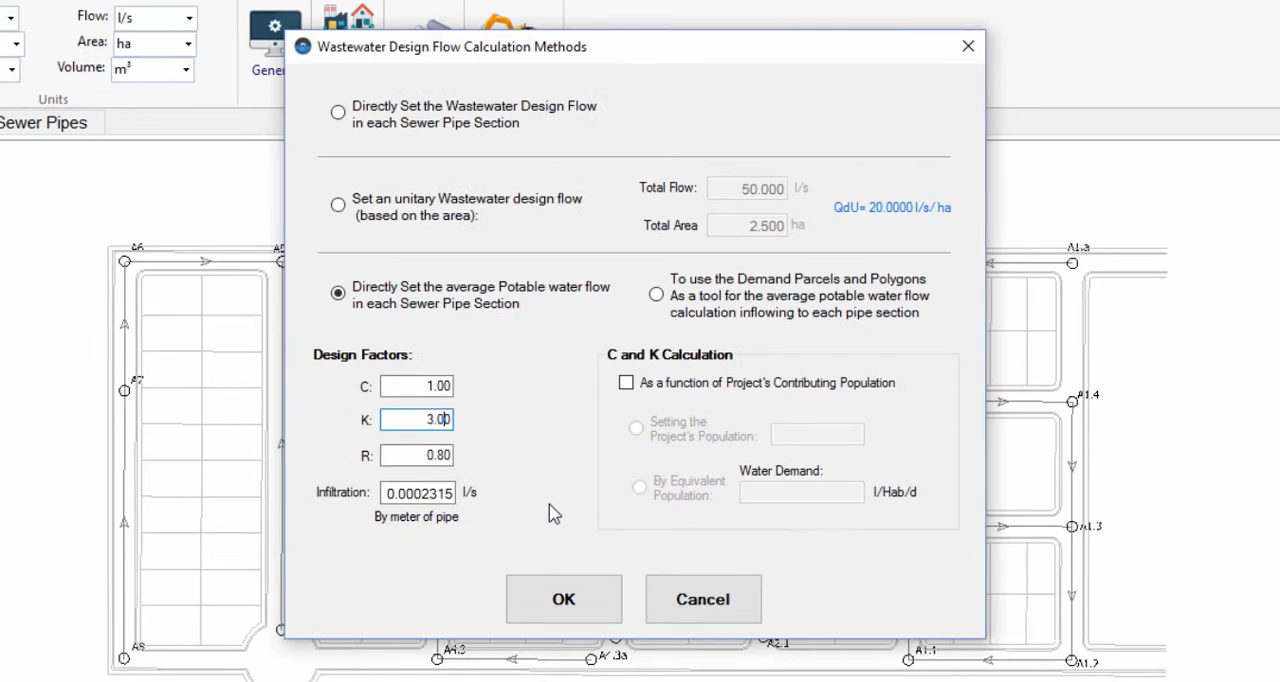 Flow:
l/s
Area:
ha
Volume:
m³
Units
Gener
Sewer Pipes
Wastewater Design Flow Calculation Methods
Directly Set the Wastewater Design Flow
in each Sewer Pipe Section
Set an unitary Wastewater design flow
(based on the area):
Total Flow:
50.000
l/s
Total Area
2.500
ha
QdU= 20.0000 l/s/ha
Directly Set the average Potable water flow
in each Sewer Pipe Section
To use the Demand Parcels and Polygons
As a tool for the average potable water flow
calculation inflowing to each pipe section
Design Factors:
C:
1.00
K:
3.00
R:
0.80
Infiltration:
0.0002315
l/s
By meter of pipe
C and K Calculation
As a function of Project's Contributing Population
Setting the
Project's Population:
By Equivalent
Population:
Water Demand:
l/Hab/d
OK
Cancel
A6
A7
A1.a
A1.4
A1.3
A1.2
A1.1
A2.1
A4.3